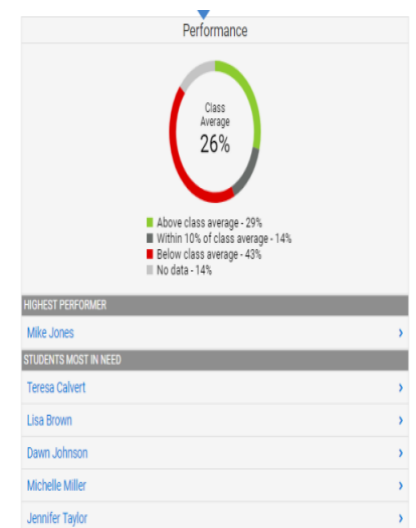 Performance
Class
Average
26%
Above class average - 29%
Within 10% of class average - 14%
Below class average - 43%
No data - 14%
HIGHEST PERFORMER
Mike Jones
STUDENTS MOST IN NEED
Teresa Calvert
Lisa Brown
Dawn Johnson
Michelle Miller
Jennifer Taylor